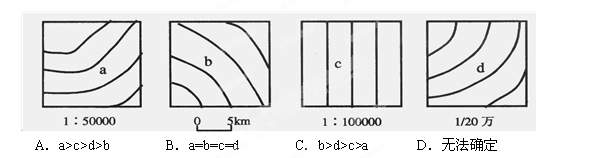 a b c d
1：50000 0 5km 1：100000 1/20 万
A. a>c>d>b B. a=b=c=d C. b>d>c>a D. 无法确定